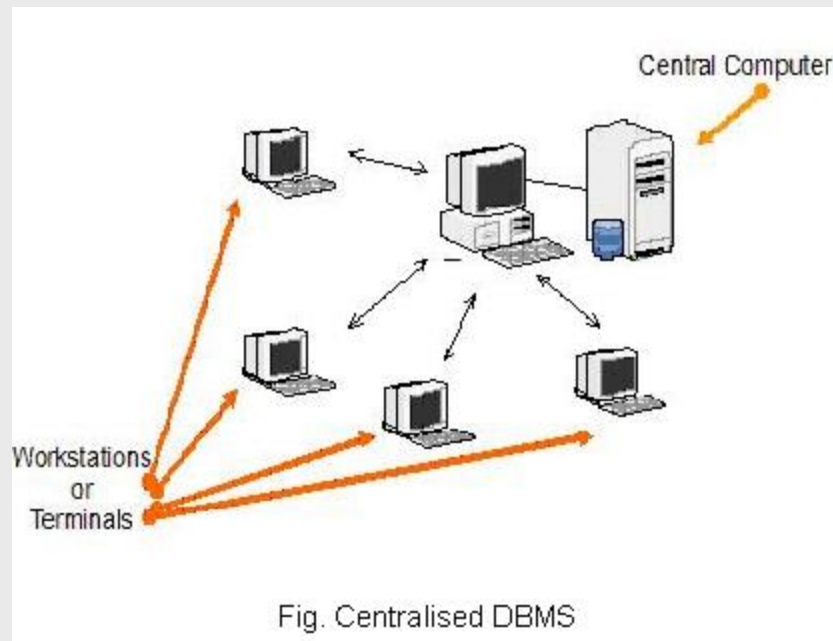 Central Computer
Workstations
or
Terminals
Fig. Centralised DBMS